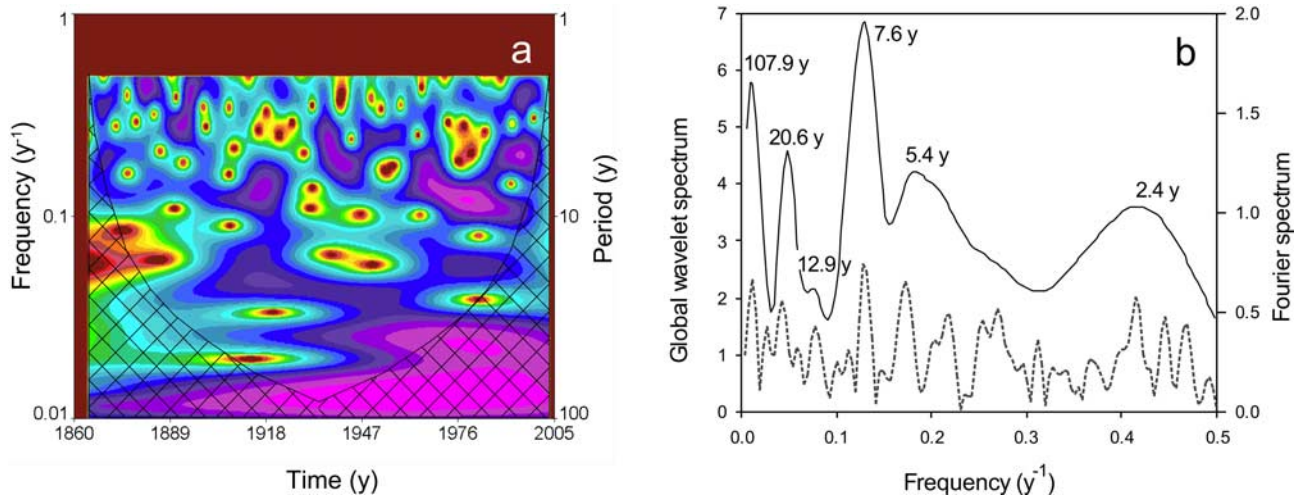 a
Frequency (y-1)
1
0.1
0.01
1
10
100
Period (y)
1860 1889 1918 1947 1976 2005
Time (y)
b
Global wavelet spectrum
7
6
5
4
3
2
1
0
107.9 y
20.6 y
12.9 y
7.6 y
5.4 y
2.4 y
2.0
1.5
1.0
0.5
0.0
Fourier spectrum
0.0 0.1 0.2 0.3 0.4 0.5
Frequency (y-1)